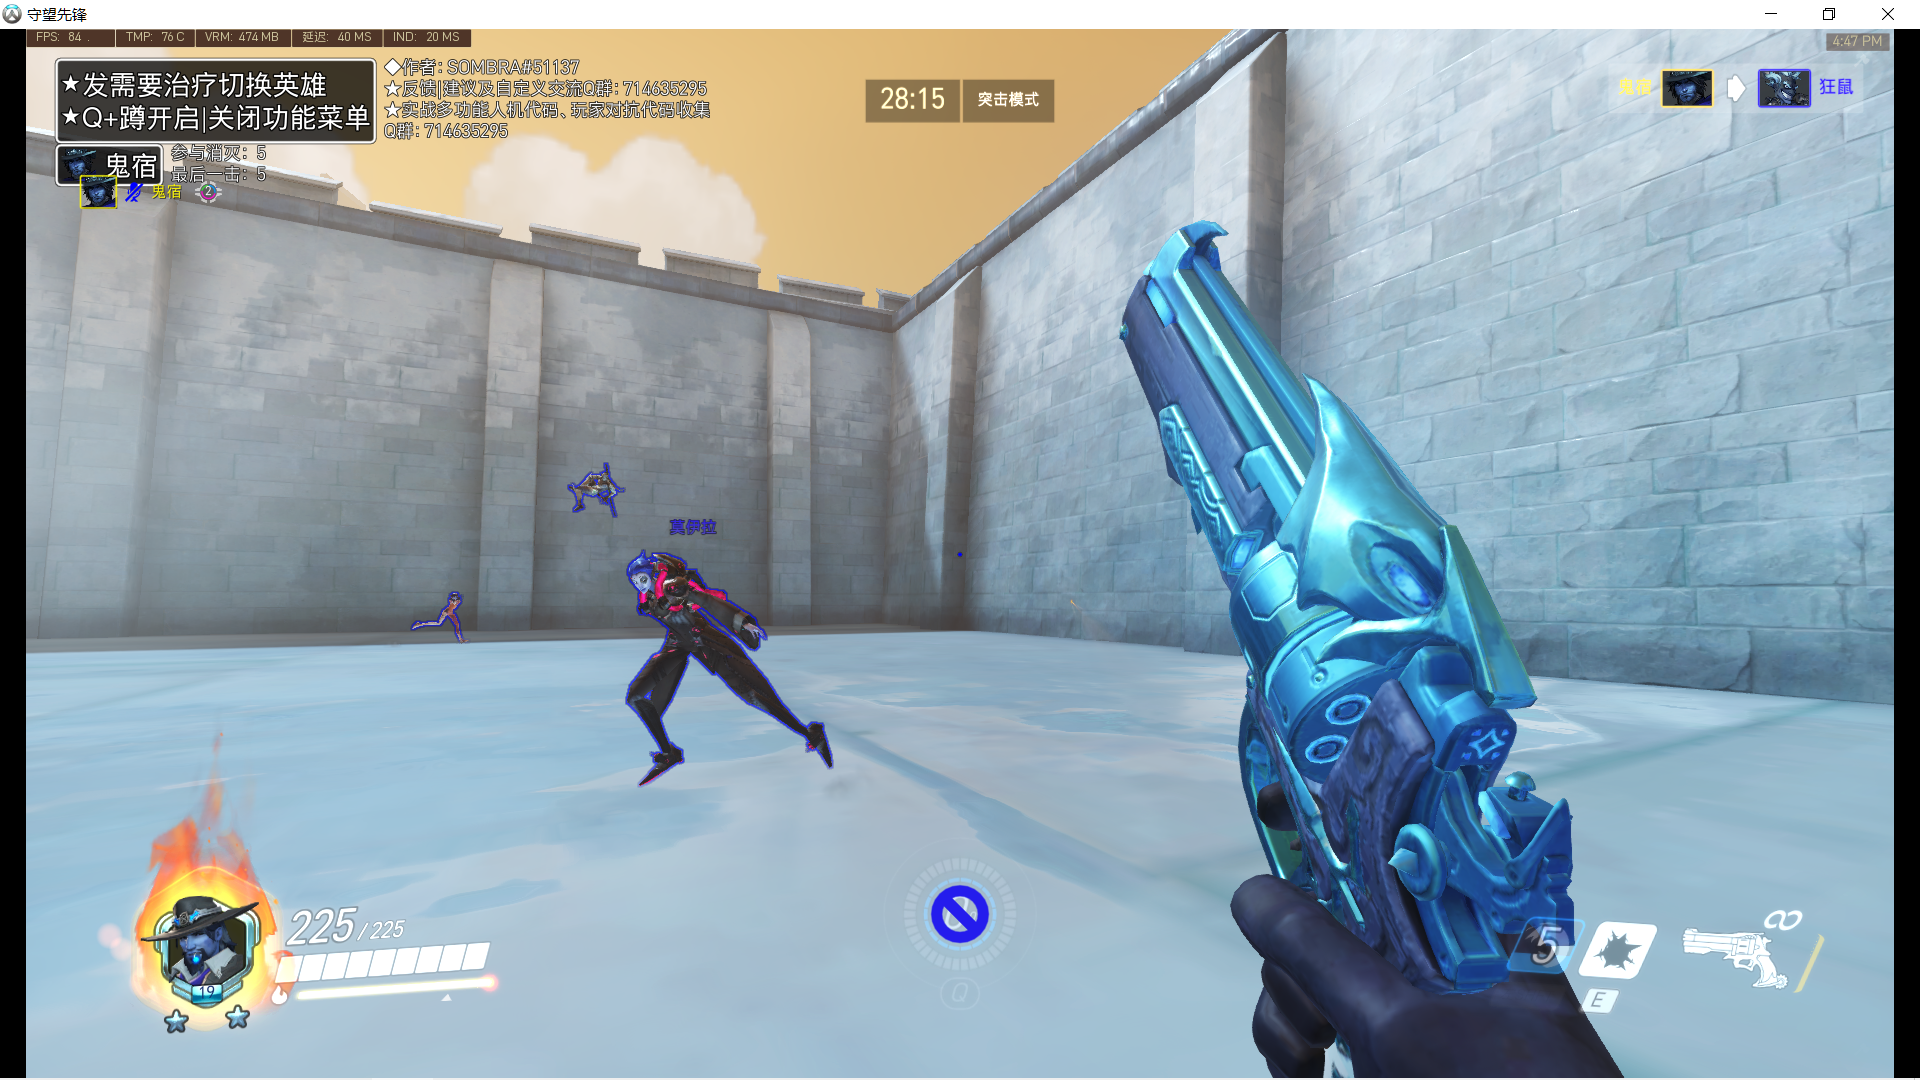 守望先锋
FPS: 84 .
TMP: 76 C
VRM: 474 MB
延迟: 40 MS
IND: 20 MS
4:47 PM
★发需要治疗切换英雄
★Q+蹲开启|关闭功能菜单
◇作者: SOMBRA#51137
★反馈|建议及自定义交流Q群: 714635295
★实战多功能人机代码、玩家对抗代码收集
Q群: 714635295
28:15
突击模式
鬼宿
狂鼠
鬼宿
参与消灭: 5
最后一击: 5
鬼宿
2
莫伊拉
225/225
19
Q
5
E
∞